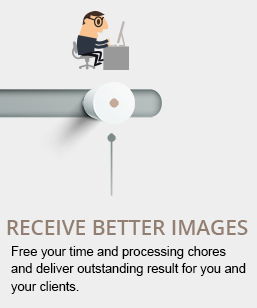 RECEIVE BETTER IMAGES
Free your time and processing chores
and deliver outstanding result for you and
your clients.